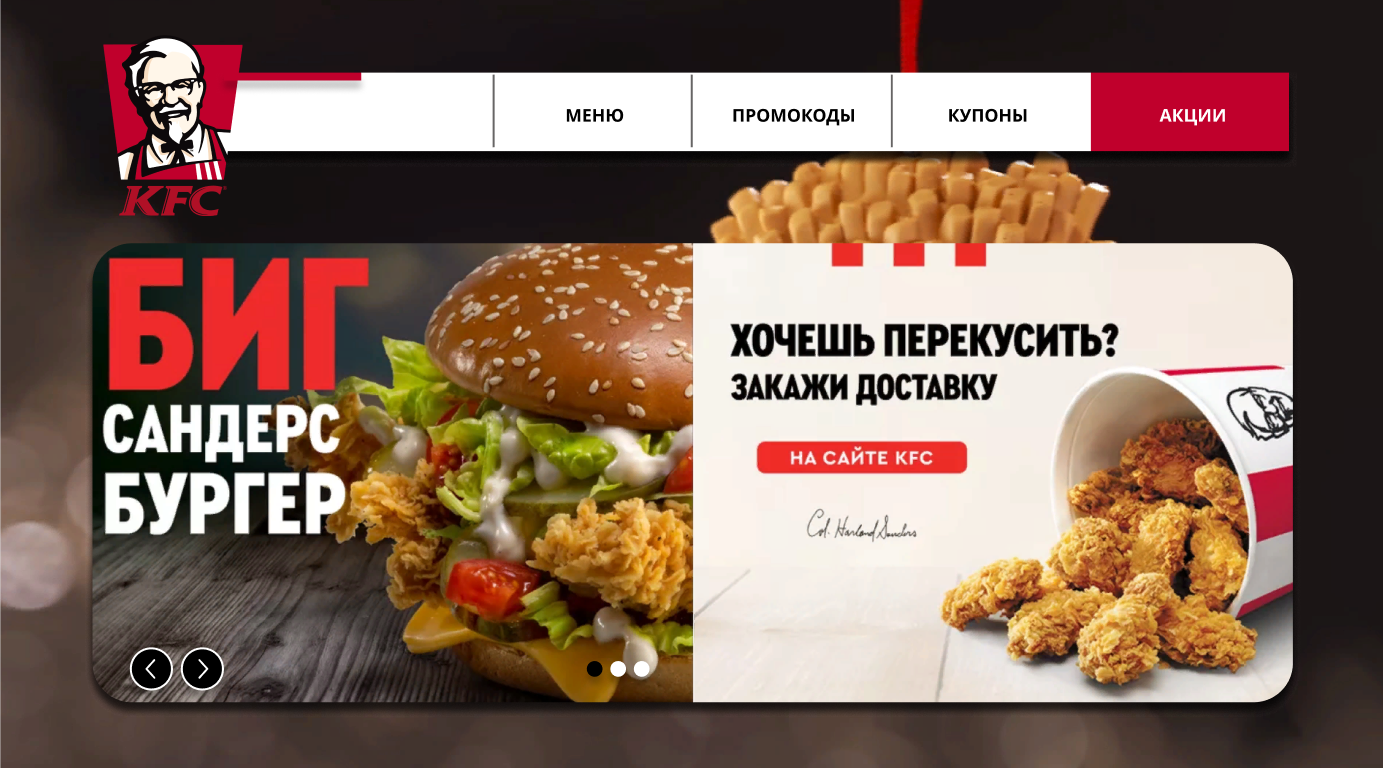 МЕНЮ
ПРОМОКОДЫ
КУПОНЫ
АКЦИИ
KFC
БИГ
САНДЕРС
БУРГЕР
ХОЧЕШЬ ПЕРЕКУСИТЬ?
ЗАКАЖИ ДОСТАВКУ
НА САЙТЕ KFC
Col. Harland Sanders